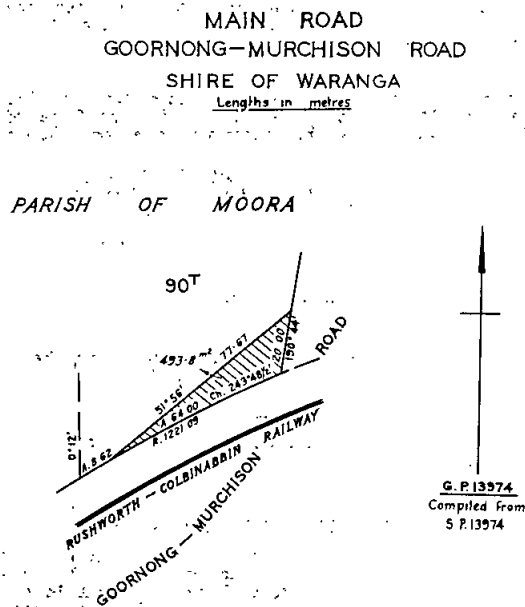 MAIN ROAD
GOORNONG—MURCHISON ROAD
SHIRE OF WARANGA
Lengths in metres
PARISH OF MOORA
90T
493·8 m²
77·67
51°56'
20 00
190°44'
ROAD
Ch. 243°48½'
A 64 00
R. 1221 09
0°12'
A. 8 62
RUSHWORTH — COLBINABBIN RAILWAY
GOORNONG — MURCHISON
G. P. 13974
Compiled from
S P. 13974